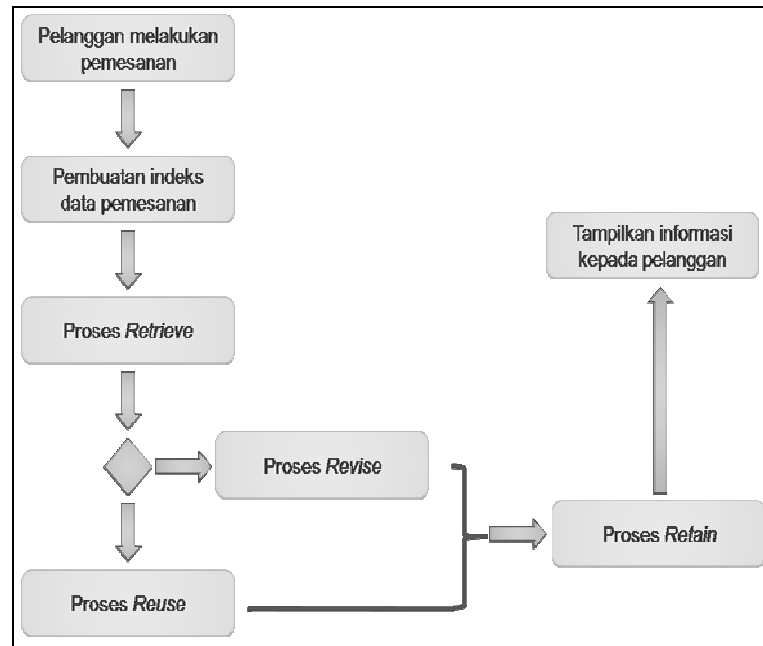 Pelanggan melakukan
pemesanan
Pembuatan indeks
data pemesanan
Tampilkan informasi
kepada pelanggan
Proses Retrieve
Proses Revise
Proses Retain
Proses Reuse